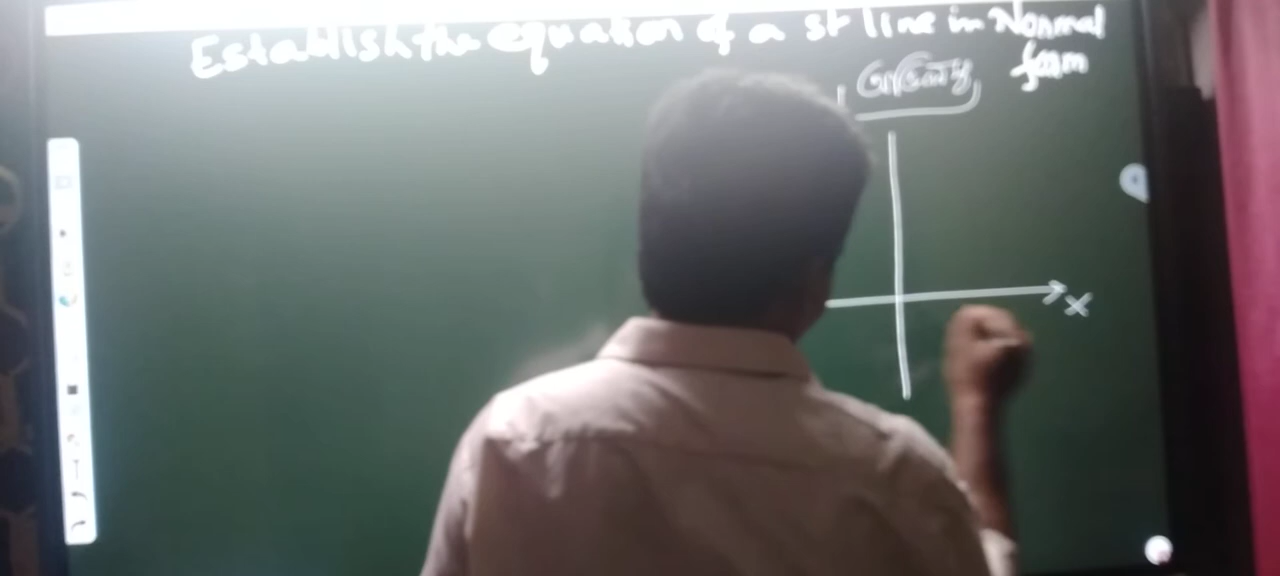 Establish the equation of a st line in Normal
form
X